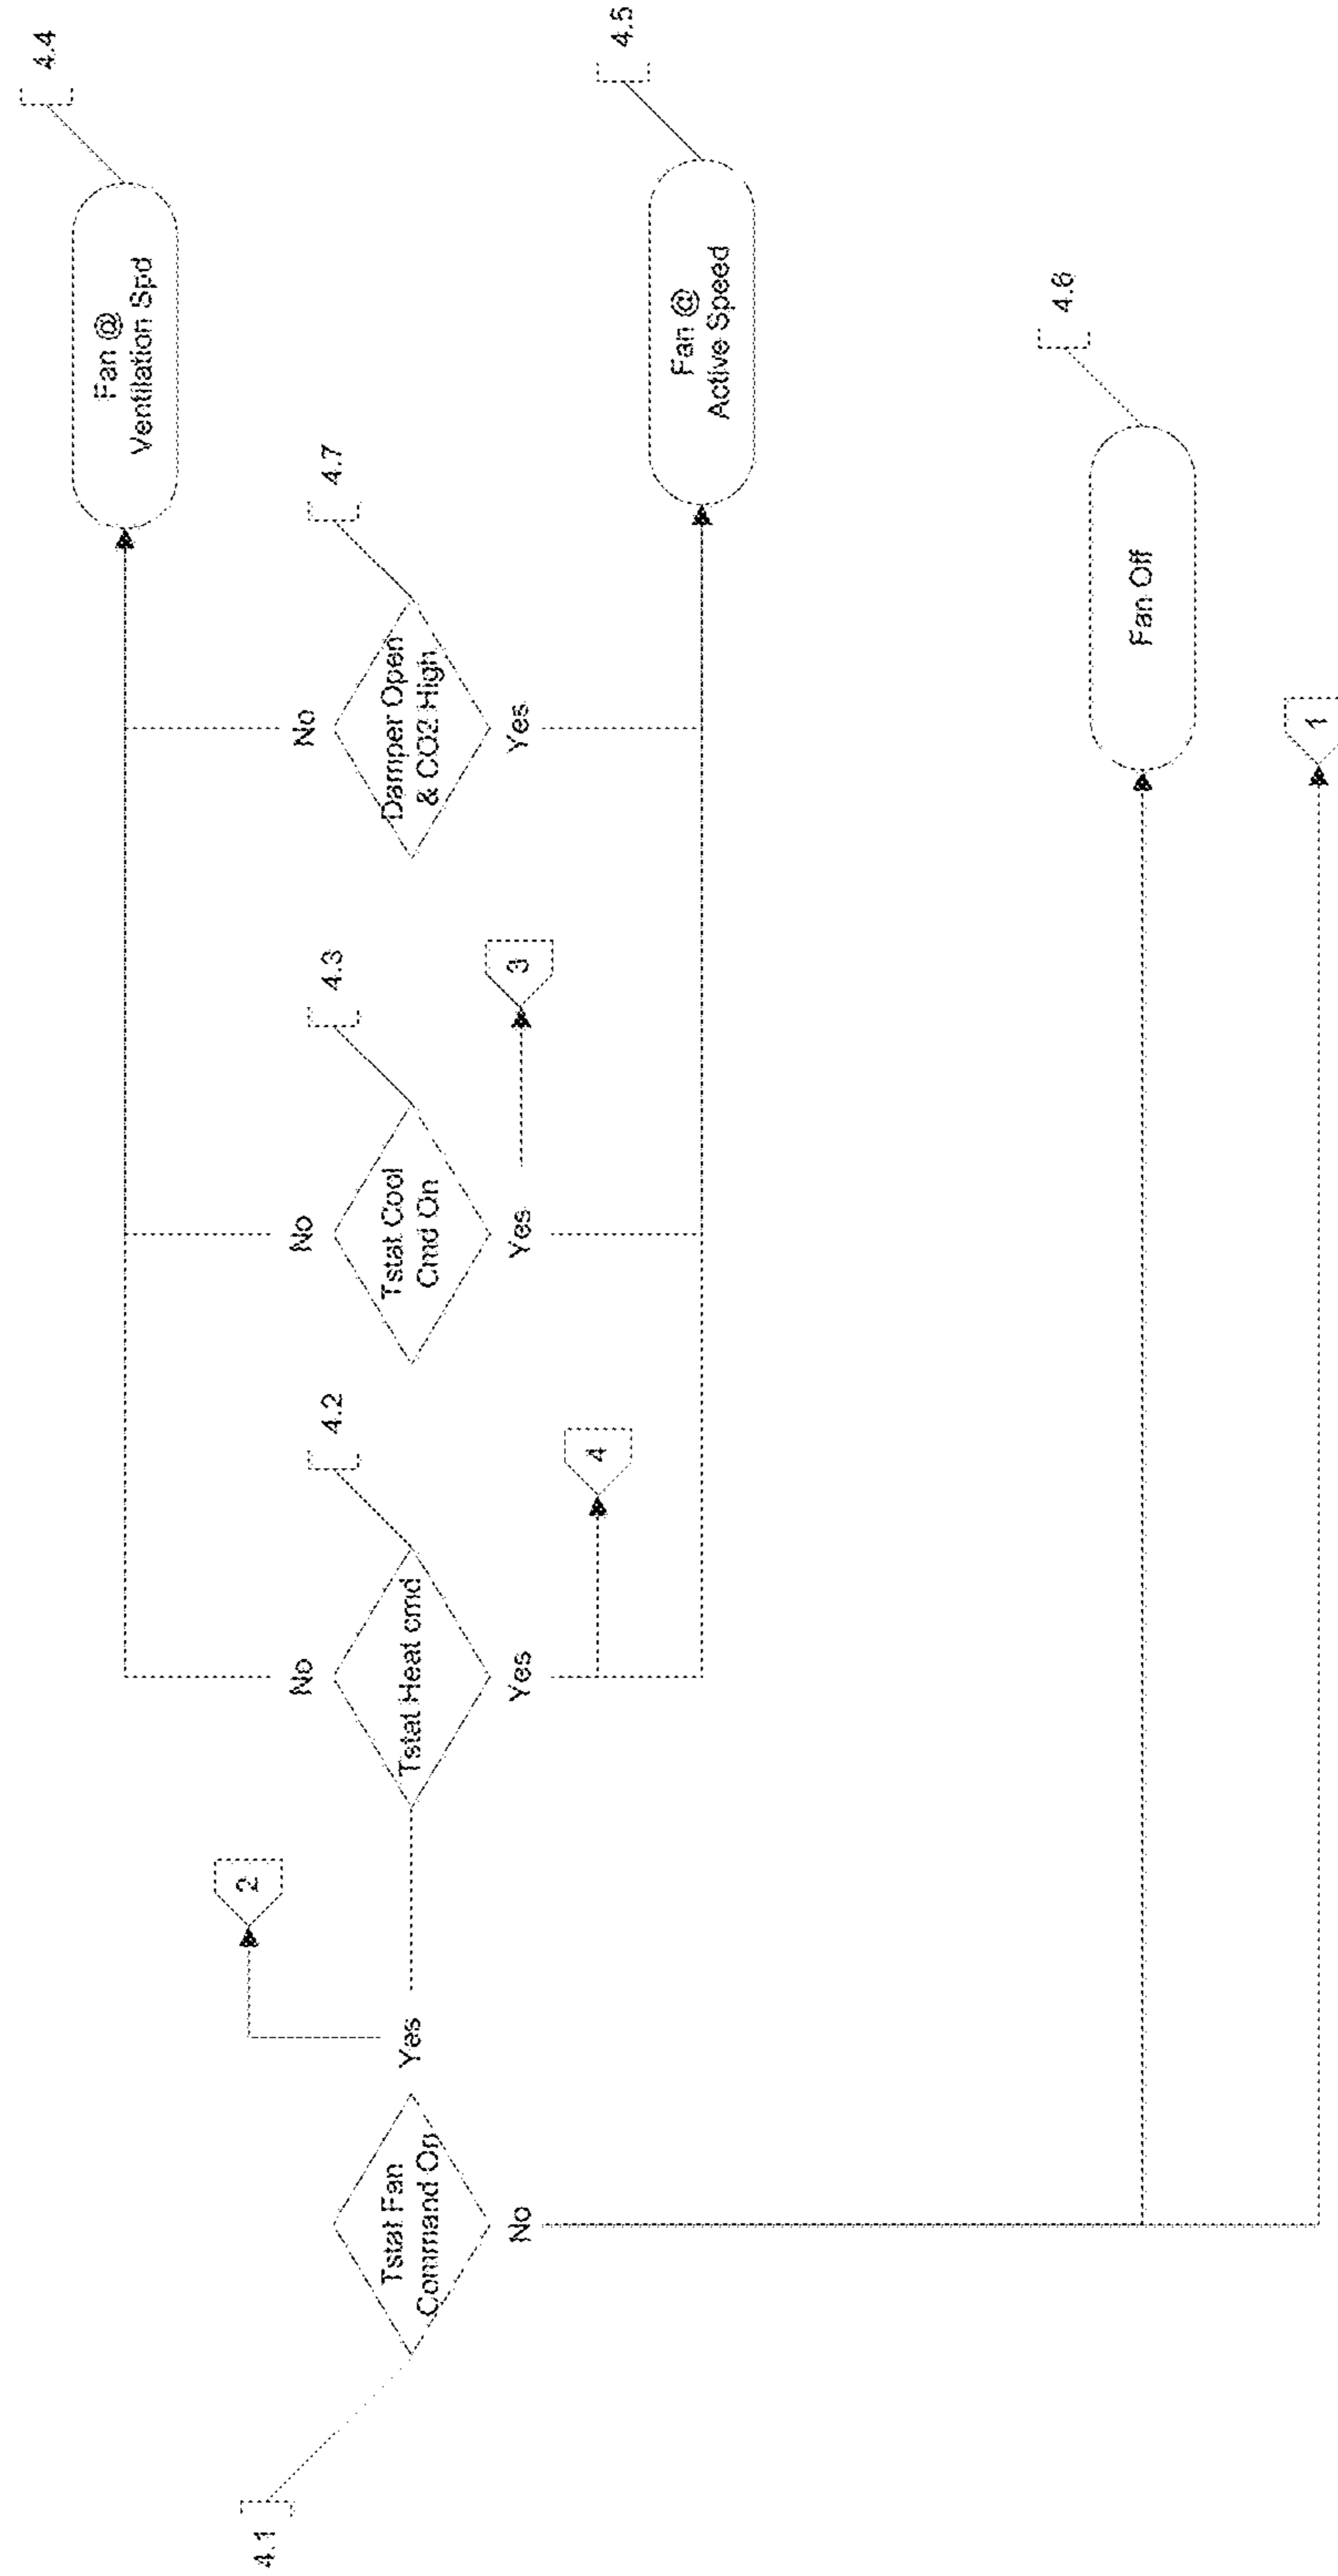 4.1
Tstat Fan
Command On
Yes
No
2
Tstat Heat cmd
4.2
No
Yes
4
Tstat Cool
Cmd On
4.3
No
Yes
3
Damper Open
& CO2 High
4.7
No
Yes
Fan @
Ventilation Spd
4.4
Fan @
Active Speed
4.5
Fan Off
4.6
1